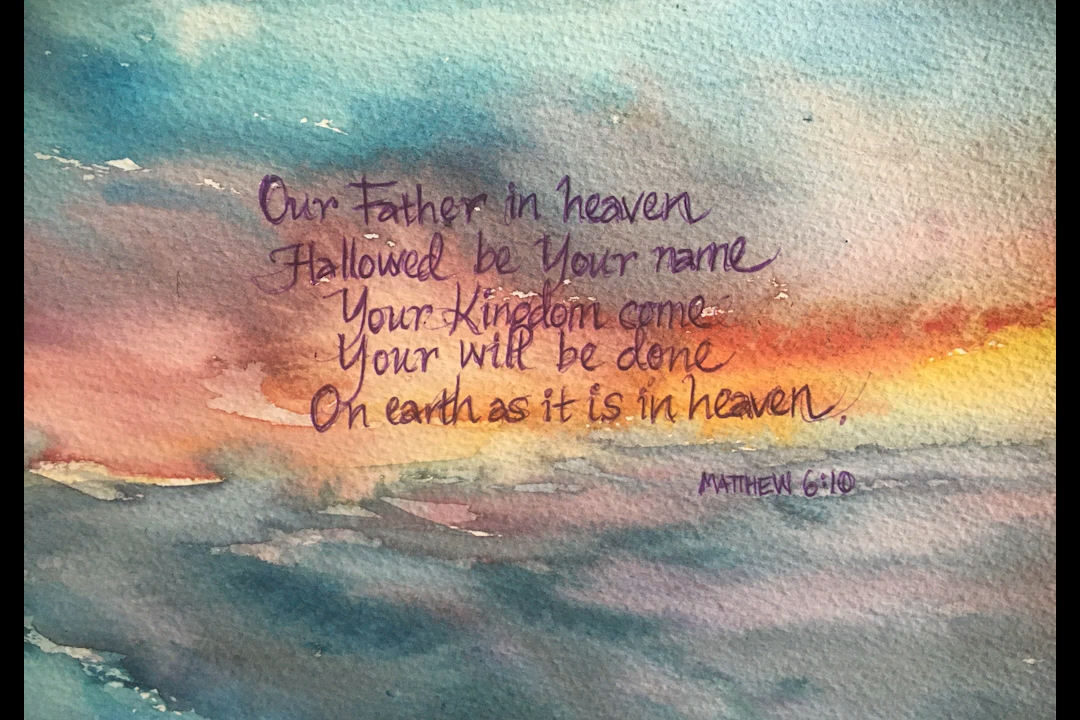 Our Father in heaven
Hallowed be Your name
Your Kingdom come
Your will be done
On earth as it is in heaven.
MATTHEW 6:10